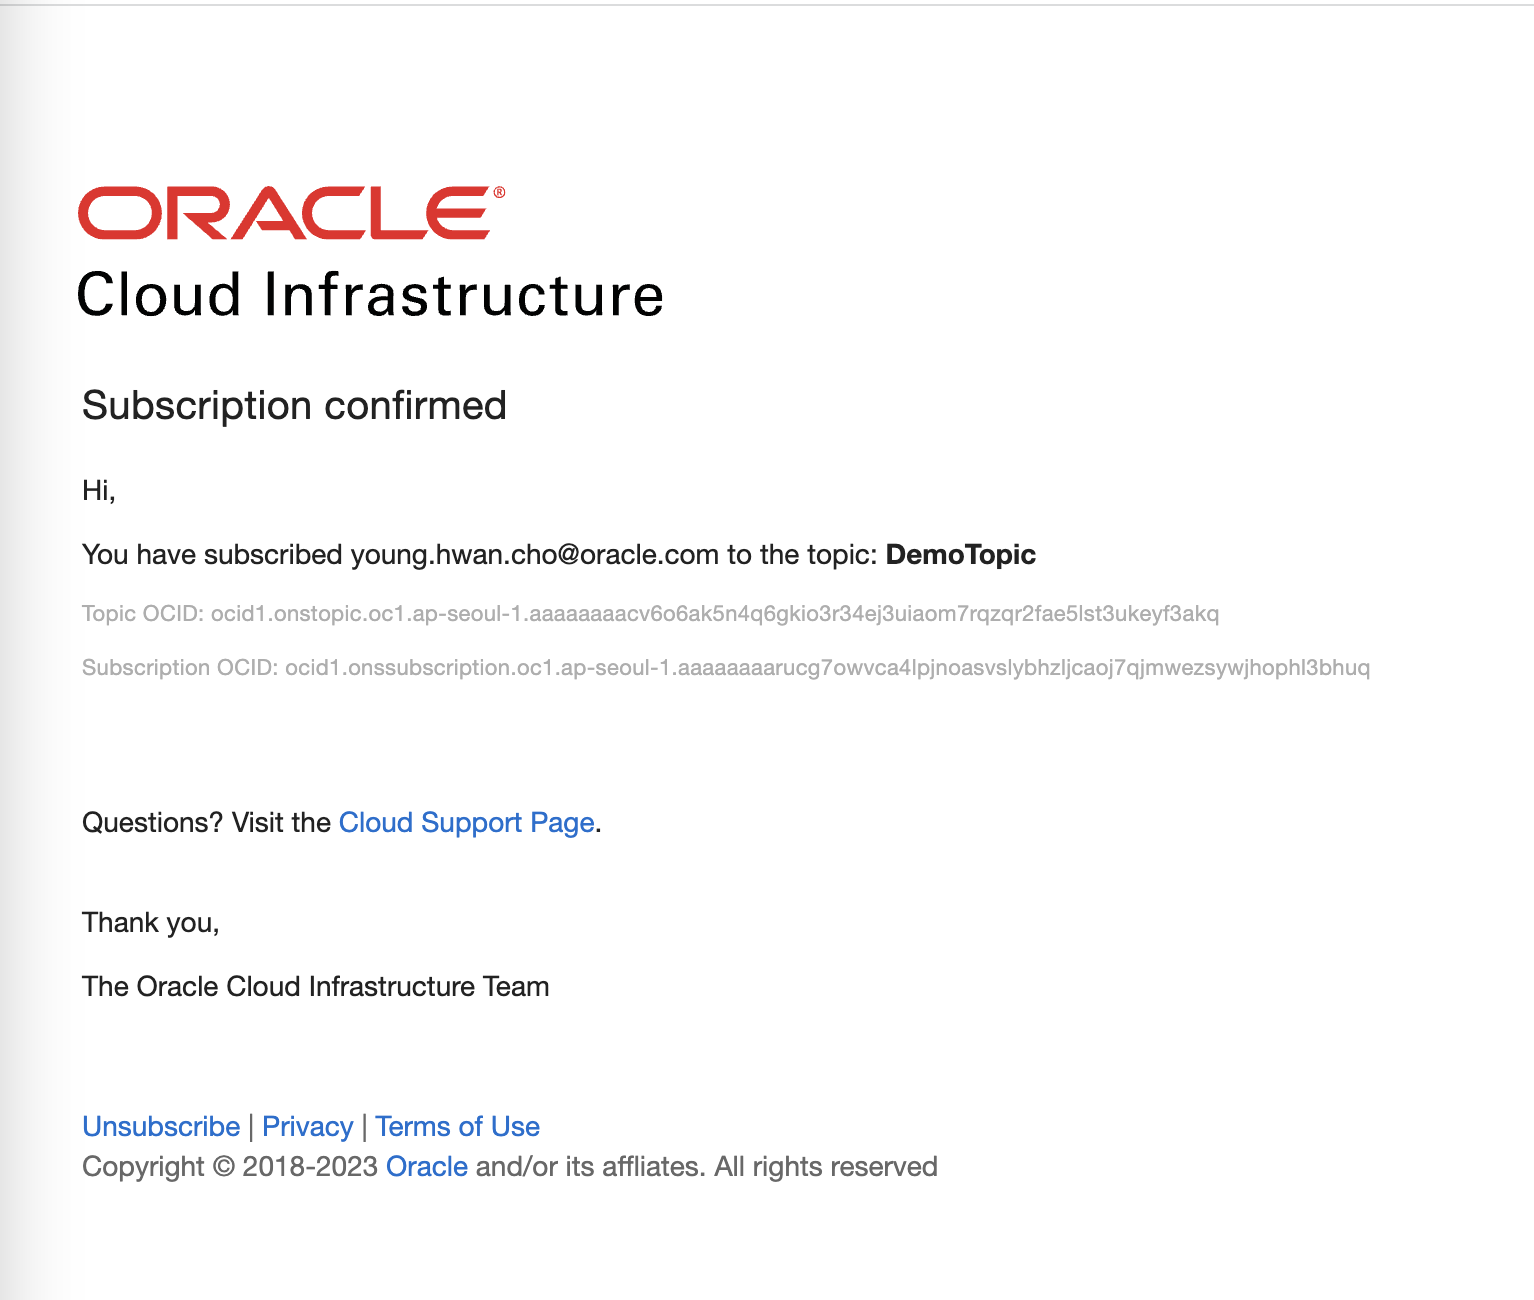 ORACLE®
Cloud Infrastructure
Subscription confirmed
Hi,
You have subscribed young.hwan.cho@oracle.com to the topic: DemoTopic
Topic OCID: ocid1.onstopic.oc1.ap-seoul-1.aaaaaaaacv6o6ak5n4q6gkio3r34ej3uiaom7rqzqr2fae5lst3ukeyf3akq
Subscription OCID: ocid1.onssubscription.oc1.ap-seoul-1.aaaaaaaarucg7owvca4lpjnoasvslybhzljcaoj7qjmwezsywjhophl3bhuq
Questions? Visit the Cloud Support Page.
Thank you,
The Oracle Cloud Infrastructure Team
Unsubscribe | Privacy | Terms of Use
Copyright © 2018-2023 Oracle and/or its affliates. All rights reserved